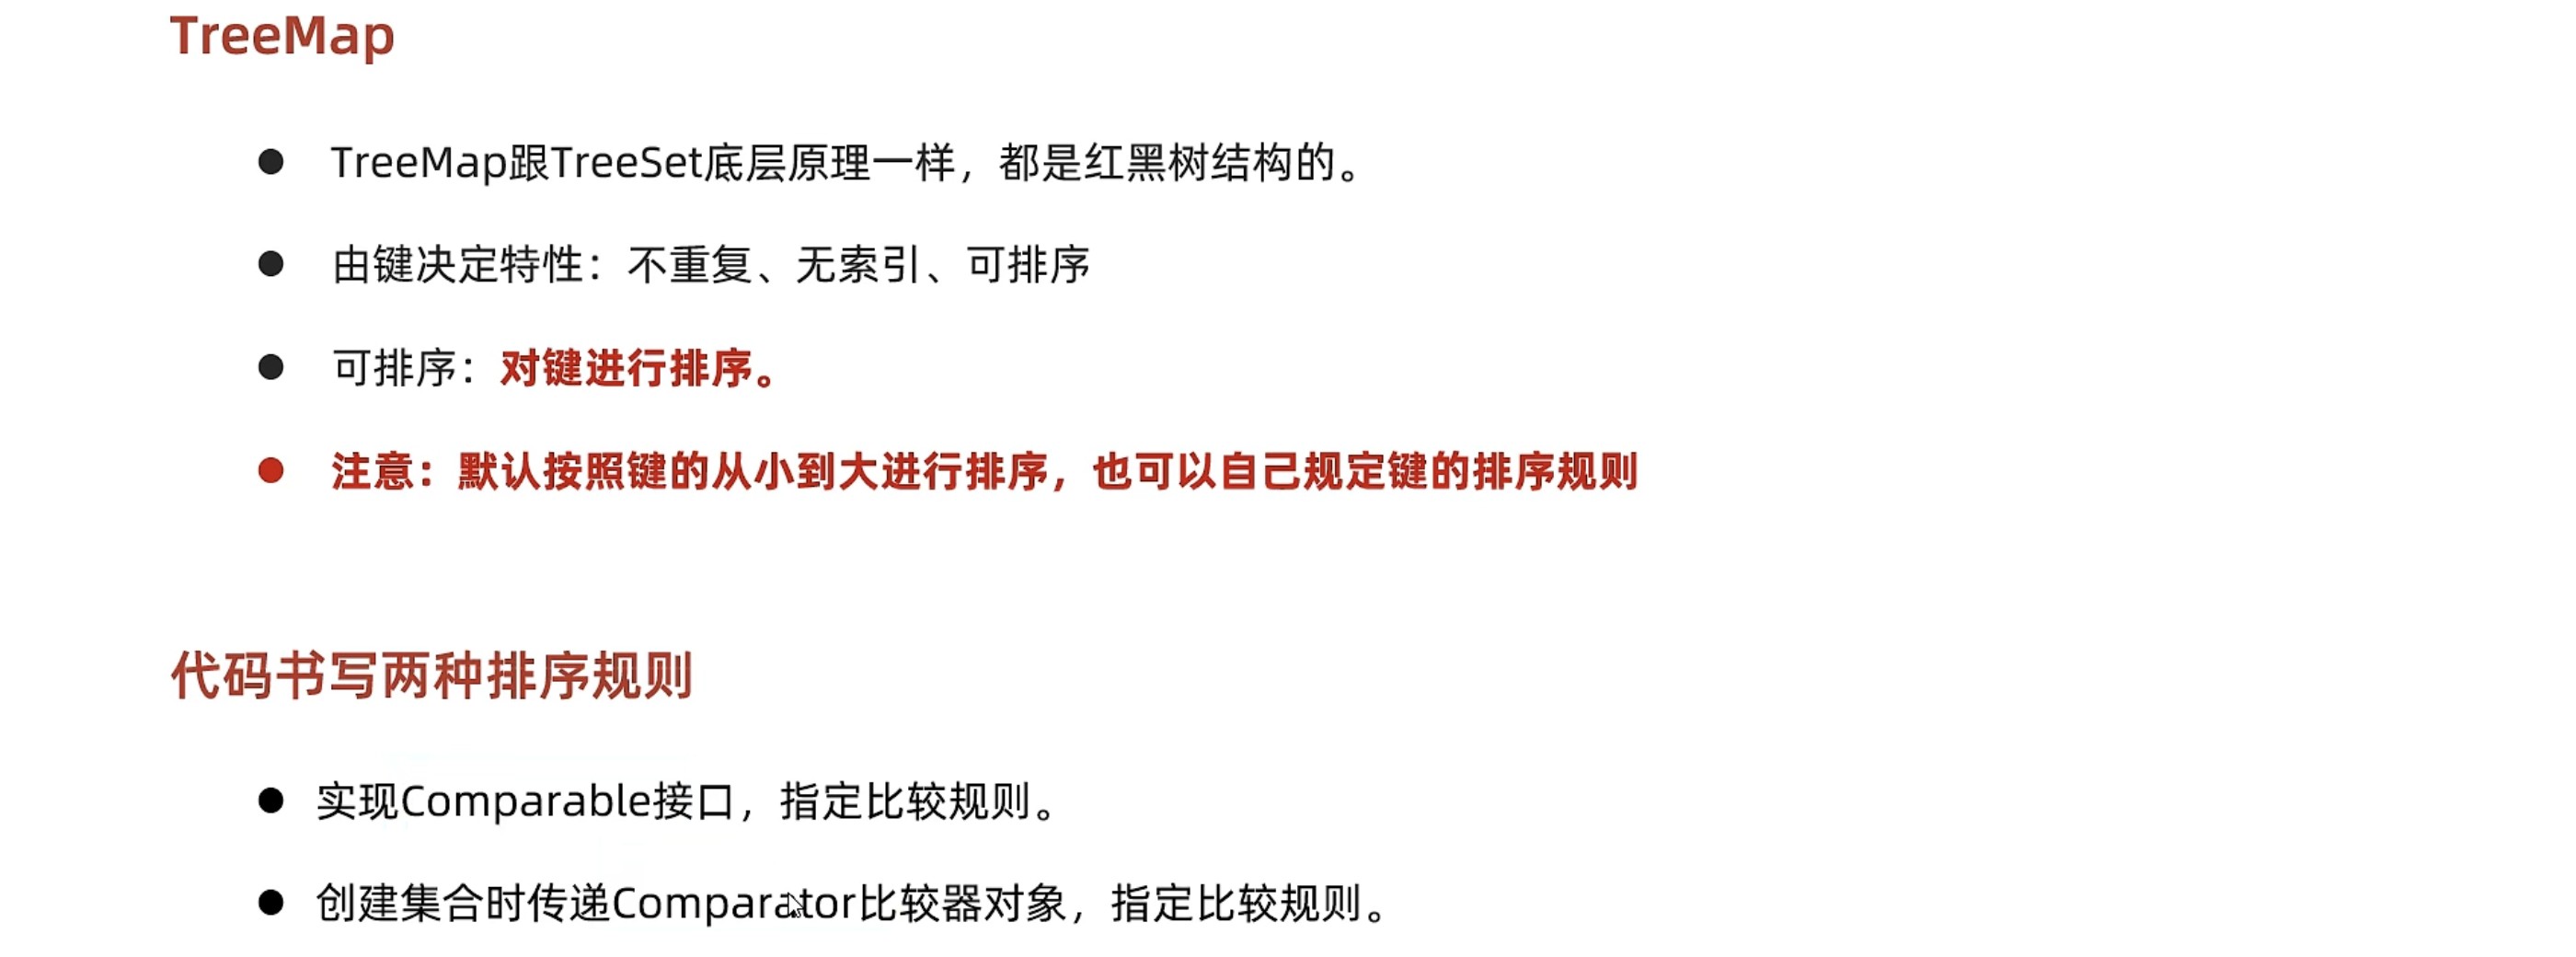 TreeMap
TreeMap跟TreeSet底层原理一样，都是红黑树结构的。
由键决定特性：不重复、无索引、可排序
可排序：对键进行排序。
注意：默认按照键的从小到大进行排序，也可以自己规定键的排序规则
代码书写两种排序规则
实现Comparable接口，指定比较规则。
创建集合时传递Comparator比较器对象，指定比较规则。